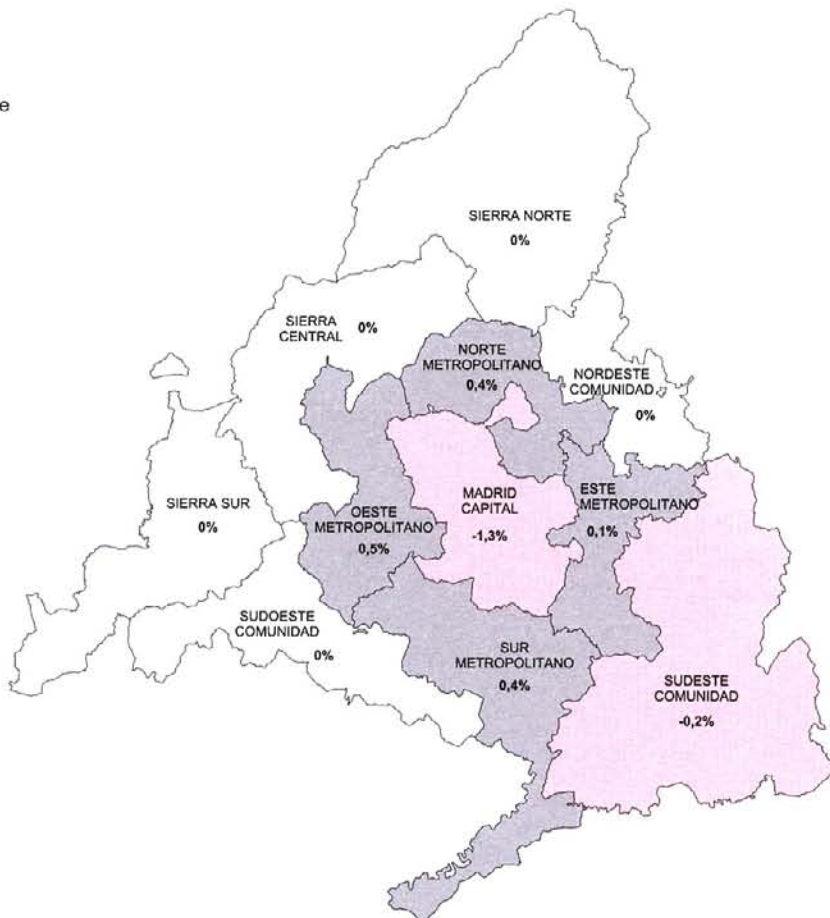 e
SIERRA NORTE
0%
SIERRA
CENTRAL 0%
NORTE
METROPOLITANO
0,4%
NORDESTE
COMUNIDAD
0%
SIERRA SUR
0%
OESTE
METROPOLITANO
0,5%
MADRID
CAPITAL
-1,3%
ESTE
METROPOLITANO
0,1%
SUDOESTE
COMUNIDAD
0%
SUR
METROPOLITANO
0,4%
SUDESTE
COMUNIDAD
-0,2%